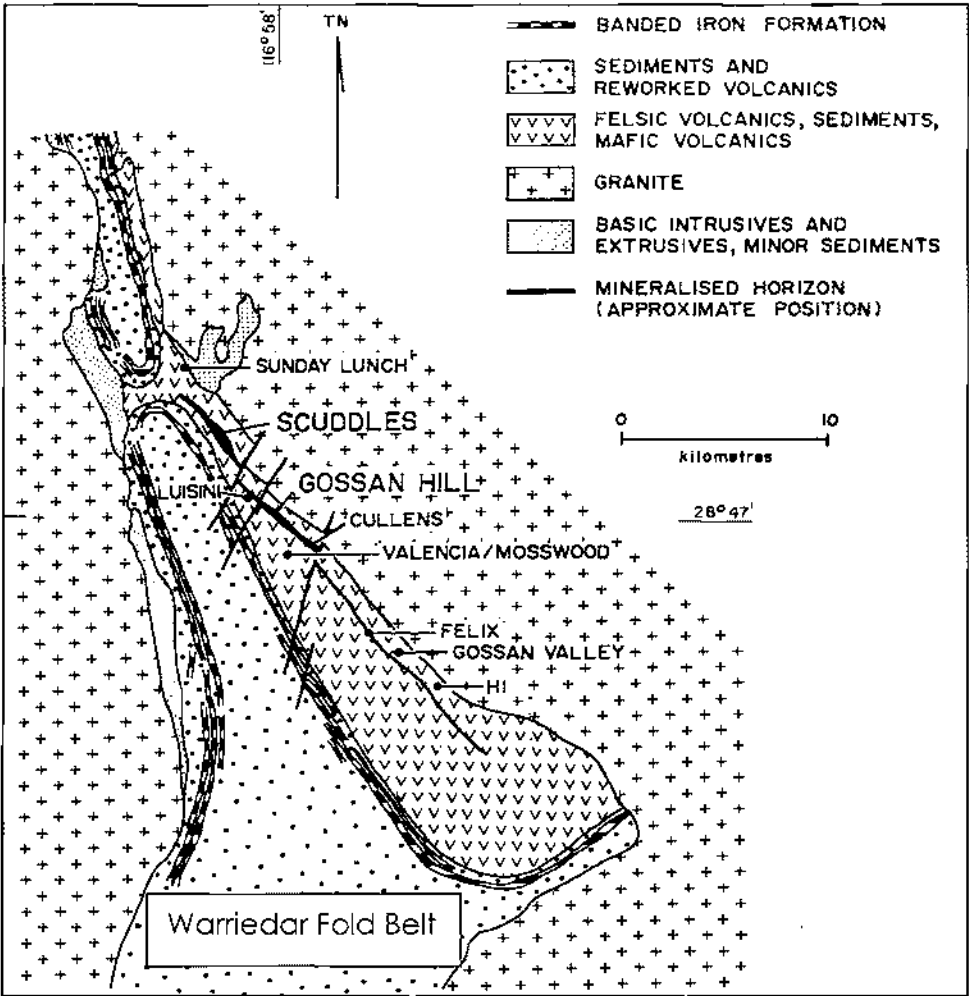 116° 58'
TN
BANDED IRON FORMATION
SEDIMENTS AND
REWORKED VOLCANICS
FELSIC VOLCANICS, SEDIMENTS,
MAFIC VOLCANICS
GRANITE
BASIC INTRUSIVES AND
EXTRUSIVES, MINOR SEDIMENTS
MINERALISED HORIZON
(APPROXIMATE POSITION)
SUNDAY LUNCH
0 10
kilometres
SCUDDLES
GOSSAN HILL
LUISINI
28° 47'
CULLENS
VALENCIA/MOSSWOOD
FELIX
GOSSAN VALLEY
HI
Warriedar Fold Belt